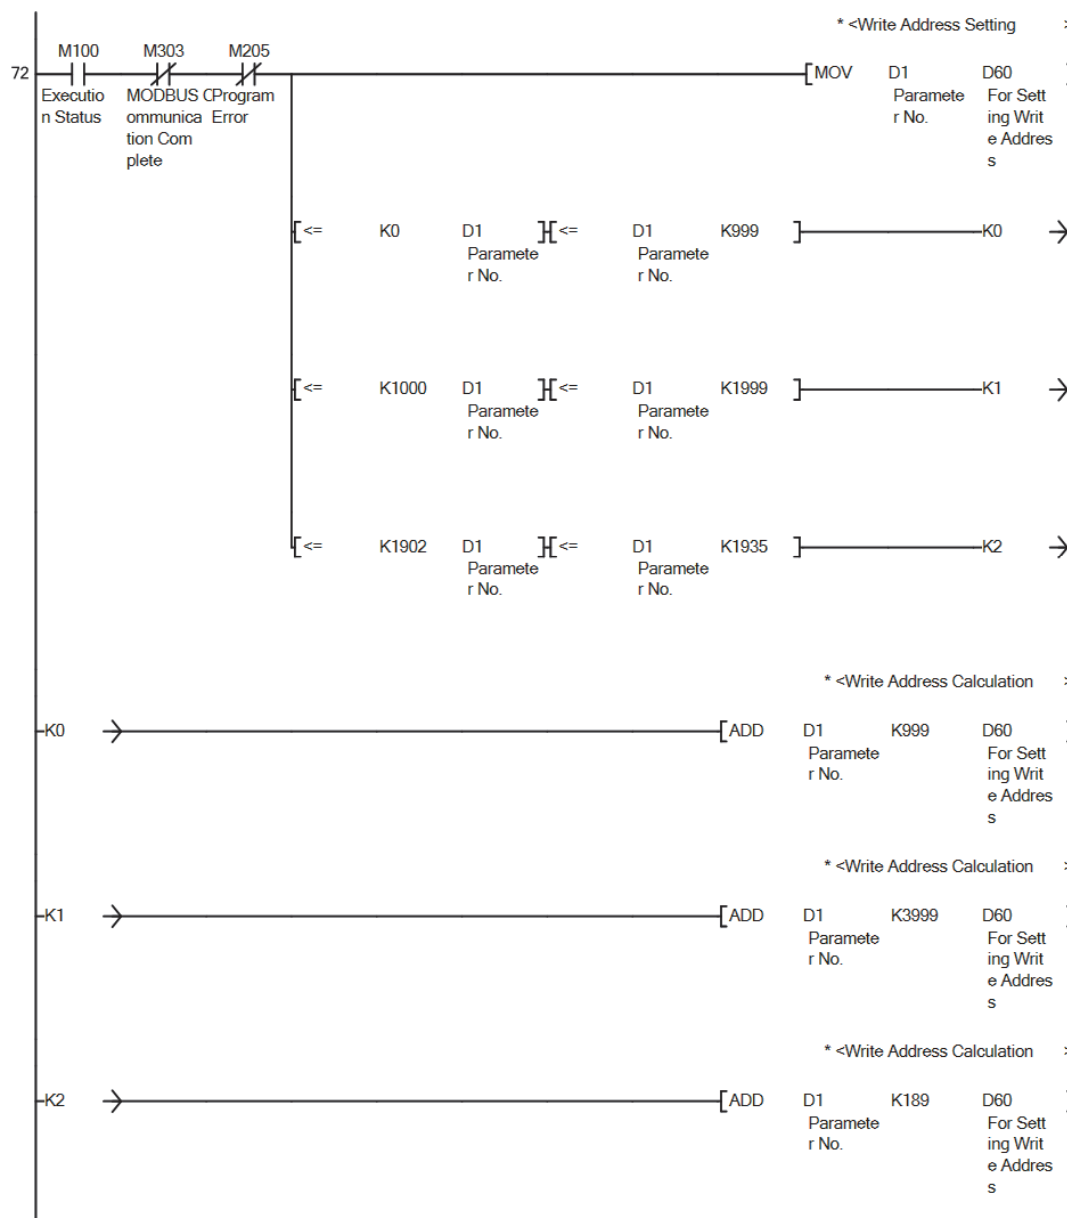 * <Write Address Setting >
M100 M303 M205
72 [MOV D1 D60 ]
Executio MODBUS C Program Paramete For Sett
n Status ommunica Error r No. ing Writ
tion Com e Addres
plete s
[<= K0 D1 ][<= D1 K999 ] K0
Paramete Paramete
r No. r No.
[<= K1000 D1 ][<= D1 K1999 ] K1
Paramete Paramete
r No. r No.
[<= K1902 D1 ][<= D1 K1935 ] K2
Paramete Paramete
r No. r No.
* <Write Address Calculation >
K0 [ADD D1 K999 D60 ]
Paramete For Sett
r No. ing Writ
e Addres
s
* <Write Address Calculation >
K1 [ADD D1 K3999 D60 ]
Paramete For Sett
r No. ing Writ
e Addres
s
* <Write Address Calculation >
K2 [ADD D1 K189 D60 ]
Paramete For Sett
r No. ing Writ
e Addres
s